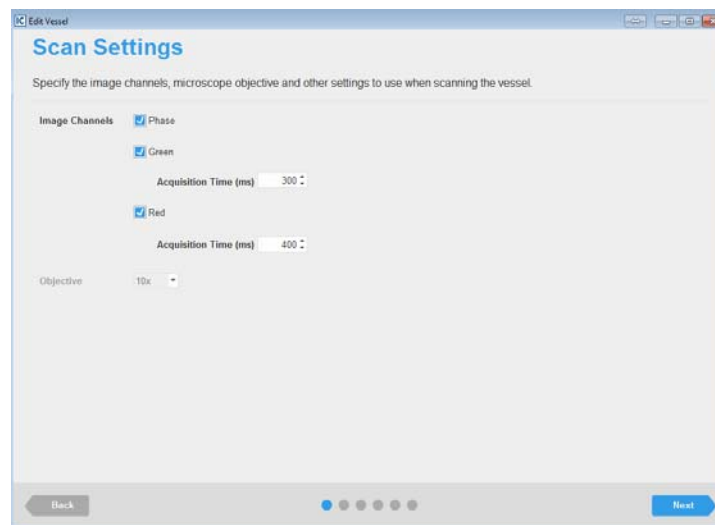 IC Edit Vessel
Scan Settings
Specify the image channels, microscope objective and other settings to use when scanning the vessel.
Image Channels Phase
Green
Acquisition Time (ms) 300
Red
Acquisition Time (ms) 400
Objective 10x
Back Next